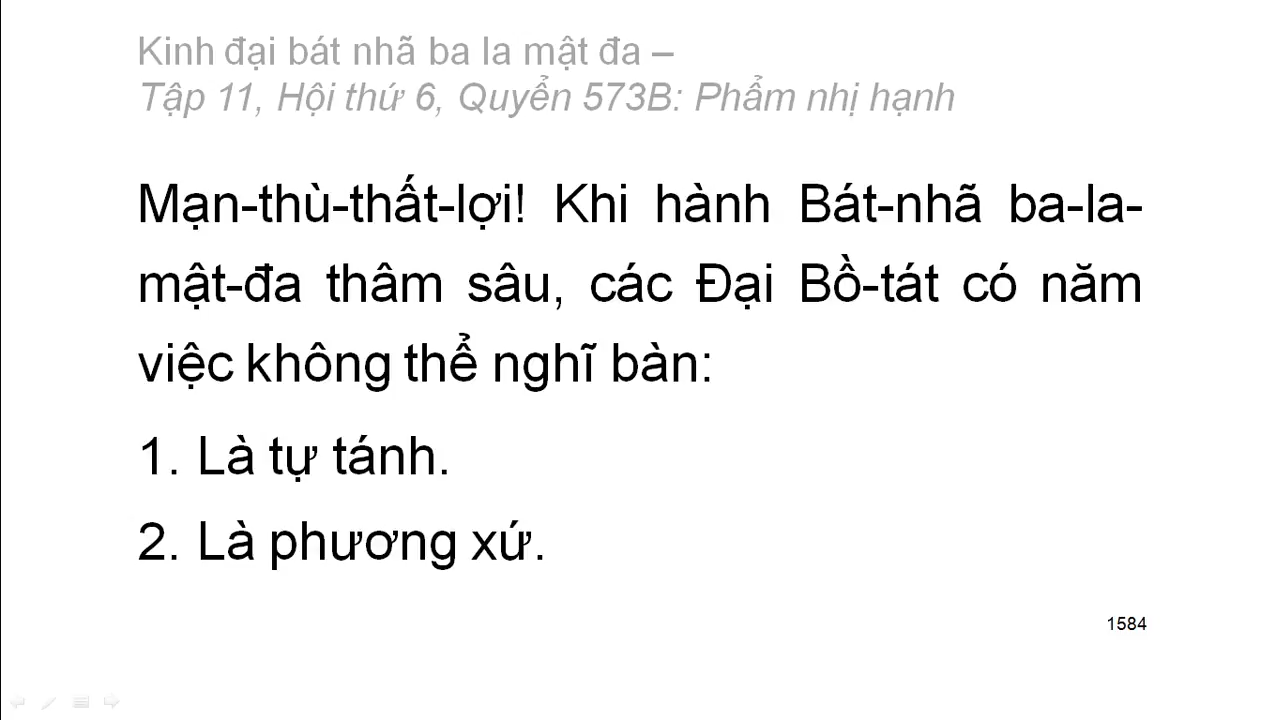 Kinh đại bát nhã ba la mật đa –
Tập 11, Hội thứ 6, Quyển 573B: Phẩm nhị hạnh
Mạn-thù-thất-lợi! Khi hành Bát-nhã ba-la-
mật-đa thâm sâu, các Đại Bồ-tát có năm
việc không thể nghĩ bàn:
1. Là tự tánh.
2. Là phương xứ.
1584